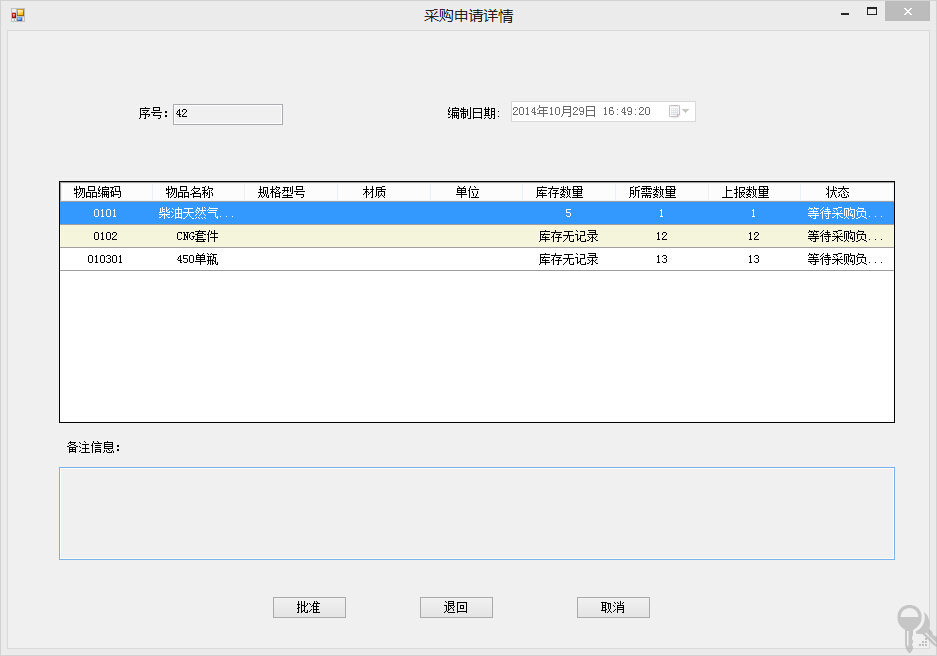 采购申请详情
序号： 42 编制日期: 2014年10月29日 16:49:20
物品编码 物品名称 规格型号 材质 单位 库存数量 所需数量 上报数量 状态
0101 柴油天然气... 5 1 1 等待采购负...
0102 CNG套件 库存无记录 12 12 等待采购负...
010301 450单瓶 库存无记录 13 13 等待采购负...
备注信息：
批准 退回 取消